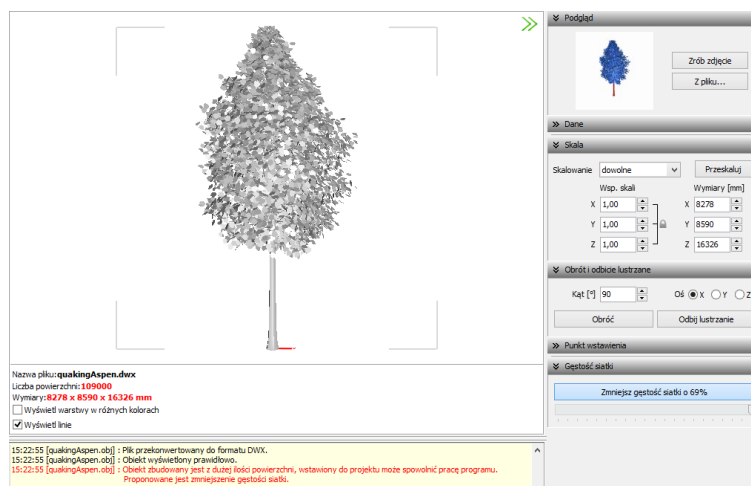 Podgląd
Zrób zdjęcie
Z pliku...
Dane
Skala
Skalowanie dowolne Przeskaluj
Wsp. skali Wymiary [mm]
X 1,00 X 8278
Y 1,00 Y 8590
Z 1,00 Z 16326
Obrót i odbicie lustrzane
Kąt [°] 90 Oś X Y Z
Obróć Odbij lustrzanie
Punkt wstawienia
Gęstość siatki
Zmniejsz gęstość siatki o 69%
Nazwa pliku: quakingAspen.dwx
Liczba powierzchni: 109000
Wymiary: 8278 x 8590 x 16326 mm
Wyświetl warstwy w różnych kolorach
Wyświetl linie
15:22:55 [quakingAspen.obj] : Plik przekonwertowany do formatu DWX.
15:22:55 [quakingAspen.obj] : Obiekt wyświetlony prawidłowo.
15:22:55 [quakingAspen.obj] : Obiekt zbudowany jest z dużej ilości powierzchni, wstawiony do projektu może spowolnić pracę programu.
Proponowane jest zmniejszenie gęstości siatki.